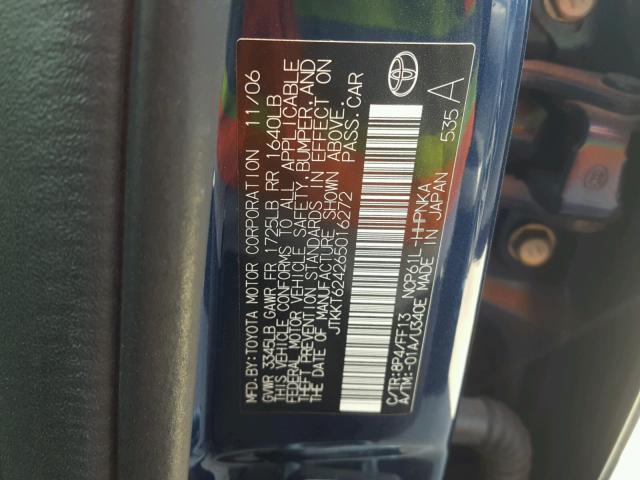 MFD.BY:TOYOTA MOTOR CORPORATION 11/06
GVWR 3345LB GAWR FR 1725LB RR 1640LB
THIS VEHICLE CONFORMS TO ALL APPLICABLE
FEDERAL MOTOR VEHICLE SAFETY,BUMPER,AND
THEFT PREVENTION STANDARDS IN EFFECT ON
THE DATE OF MANUFACTURE SHOWN ABOVE.
JTKKT624265016272 PASS.CAR
C/TR:8P4/FF13 NCP61L-HHPNKA
A/TM:-01A/U340E MADE IN JAPAN 535 A